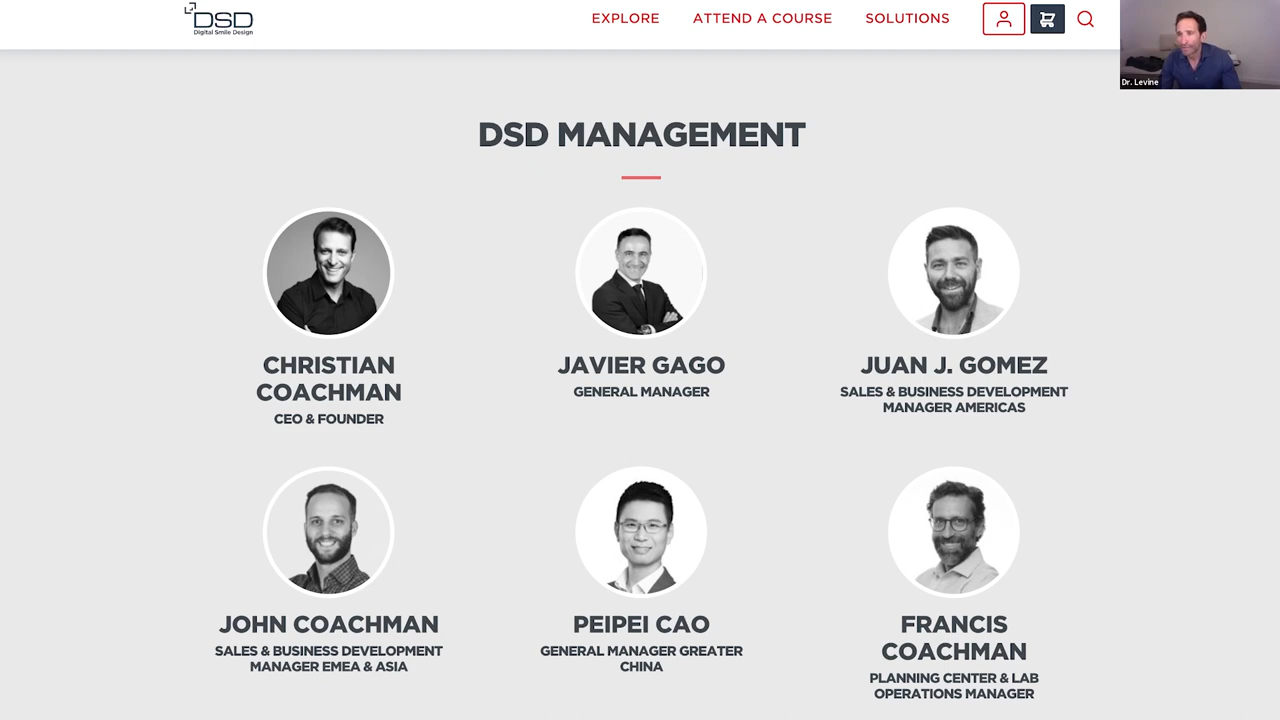 DSD
Digital Smile Design
EXPLORE
ATTEND A COURSE
SOLUTIONS
Dr. Levine
DSD MANAGEMENT
CHRISTIAN
COACHMAN
CEO & FOUNDER
JAVIER GAGO
GENERAL MANAGER
JUAN J. GOMEZ
SALES & BUSINESS DEVELOPMENT
MANAGER AMERICAS
JOHN COACHMAN
SALES & BUSINESS DEVELOPMENT
MANAGER EMEA & ASIA
PEIPEI CAO
GENERAL MANAGER GREATER
CHINA
FRANCIS
COACHMAN
PLANNING CENTER & LAB
OPERATIONS MANAGER